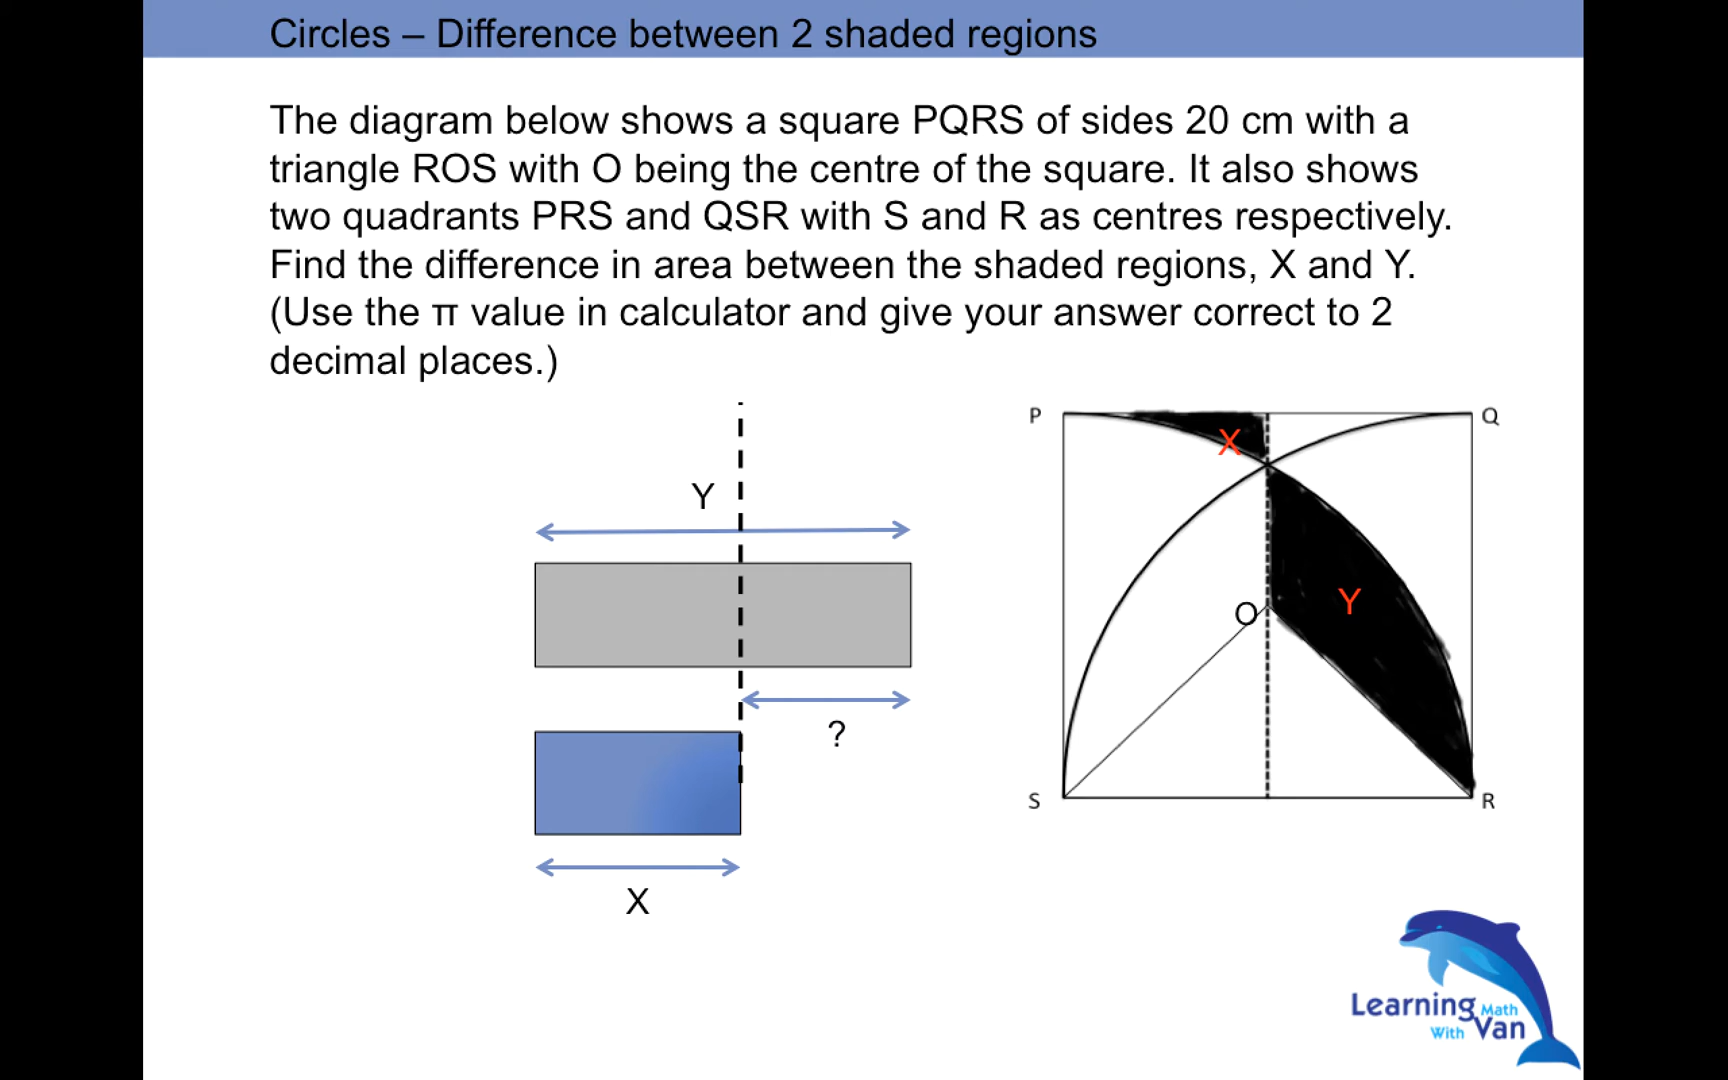 Circles – Difference between 2 shaded regions
The diagram below shows a square PQRS of sides 20 cm with a
triangle ROS with O being the centre of the square. It also shows
two quadrants PRS and QSR with S and R as centres respectively.
Find the difference in area between the shaded regions, X and Y.
(Use the π value in calculator and give your answer correct to 2
decimal places.)
Y
?
X
P
Q
X
O
Y
S
R
Learning Math
With Van